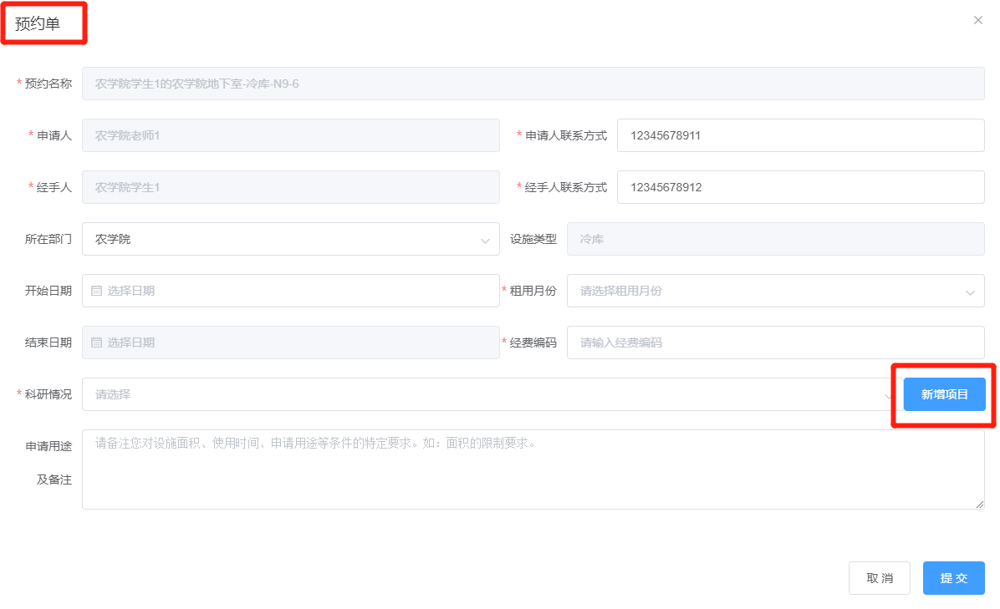 预约单
* 预约名称 农学院学生1的农学院地下室-冷库-N9-6
* 申请人 农学院老师1 * 申请人联系方式 12345678911
* 经手人 农学院学生1 * 经手人联系方式 12345678912
所在部门 农学院 设施类型 冷库
开始日期 选择日期 * 租用月份 请选择租用月份
结束日期 选择日期 * 经费编码 请输入经费编码
* 科研情况 请选择 新增项目
申请用途 请备注您对设施面积、使用时间、申请用途等条件的特定要求。如：面积的限制要求。
及备注
取 消 提 交